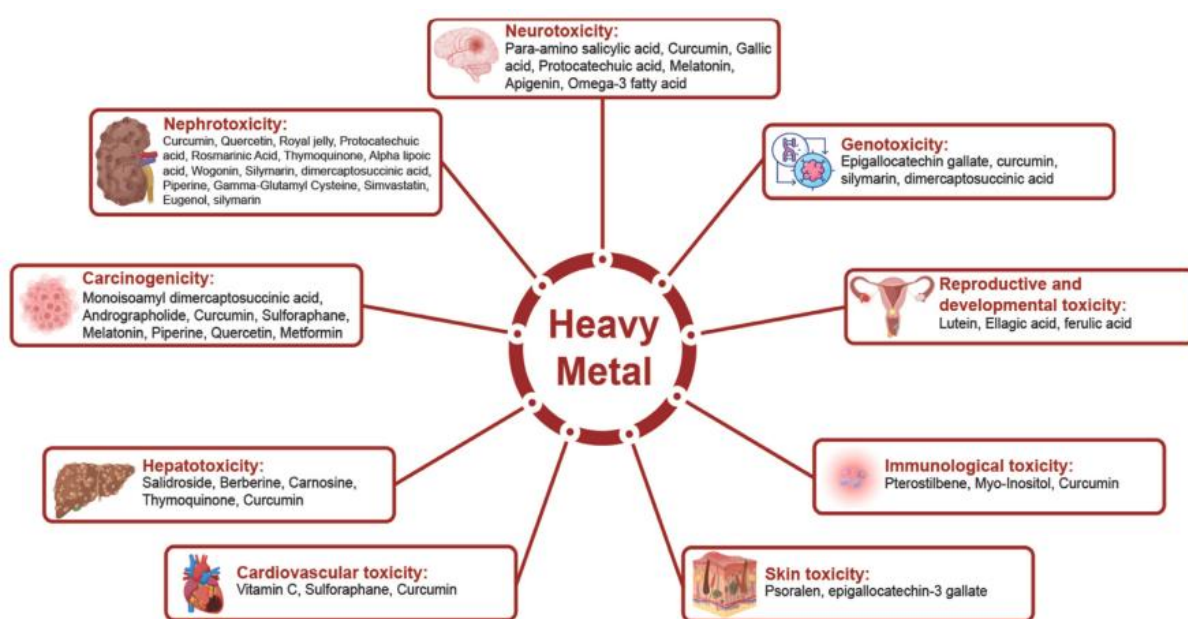 Neurotoxicity:
Para-amino salicylic acid, Curcumin, Gallic
acid, Protocatechuic acid, Melatonin,
Apigenin, Omega-3 fatty acid
Nephrotoxicity:
Curcumin, Quercetin, Royal jelly, Protocatechuic
acid, Rosmarinic Acid, Thymoquinone, Alpha lipoic
acid, Wogonin, Silymarin, dimercaptosuccinic acid,
Piperine, Gamma-Glutamyl Cysteine, Simvastatin,
Eugenol, silymarin
Genotoxicity:
Epigallocatechin gallate, curcumin,
silymarin, dimercaptosuccinic acid
Carcinogenicity:
Monoisoamyl dimercaptosuccinic acid,
Andrographolide, Curcumin, Sulforaphane,
Melatonin, Piperine, Quercetin, Metformin
Reproductive and
developmental toxicity:
Lutein, Ellagic acid, ferulic acid
Heavy
Metal
Hepatotoxicity:
Salidroside, Berberine, Carnosine,
Thymoquinone, Curcumin
Immunological toxicity:
Pterostilbene, Myo-Inositol, Curcumin
Cardiovascular toxicity:
Vitamin C, Sulforaphane, Curcumin
Skin toxicity:
Psoralen, epigallocatechin-3 gallate